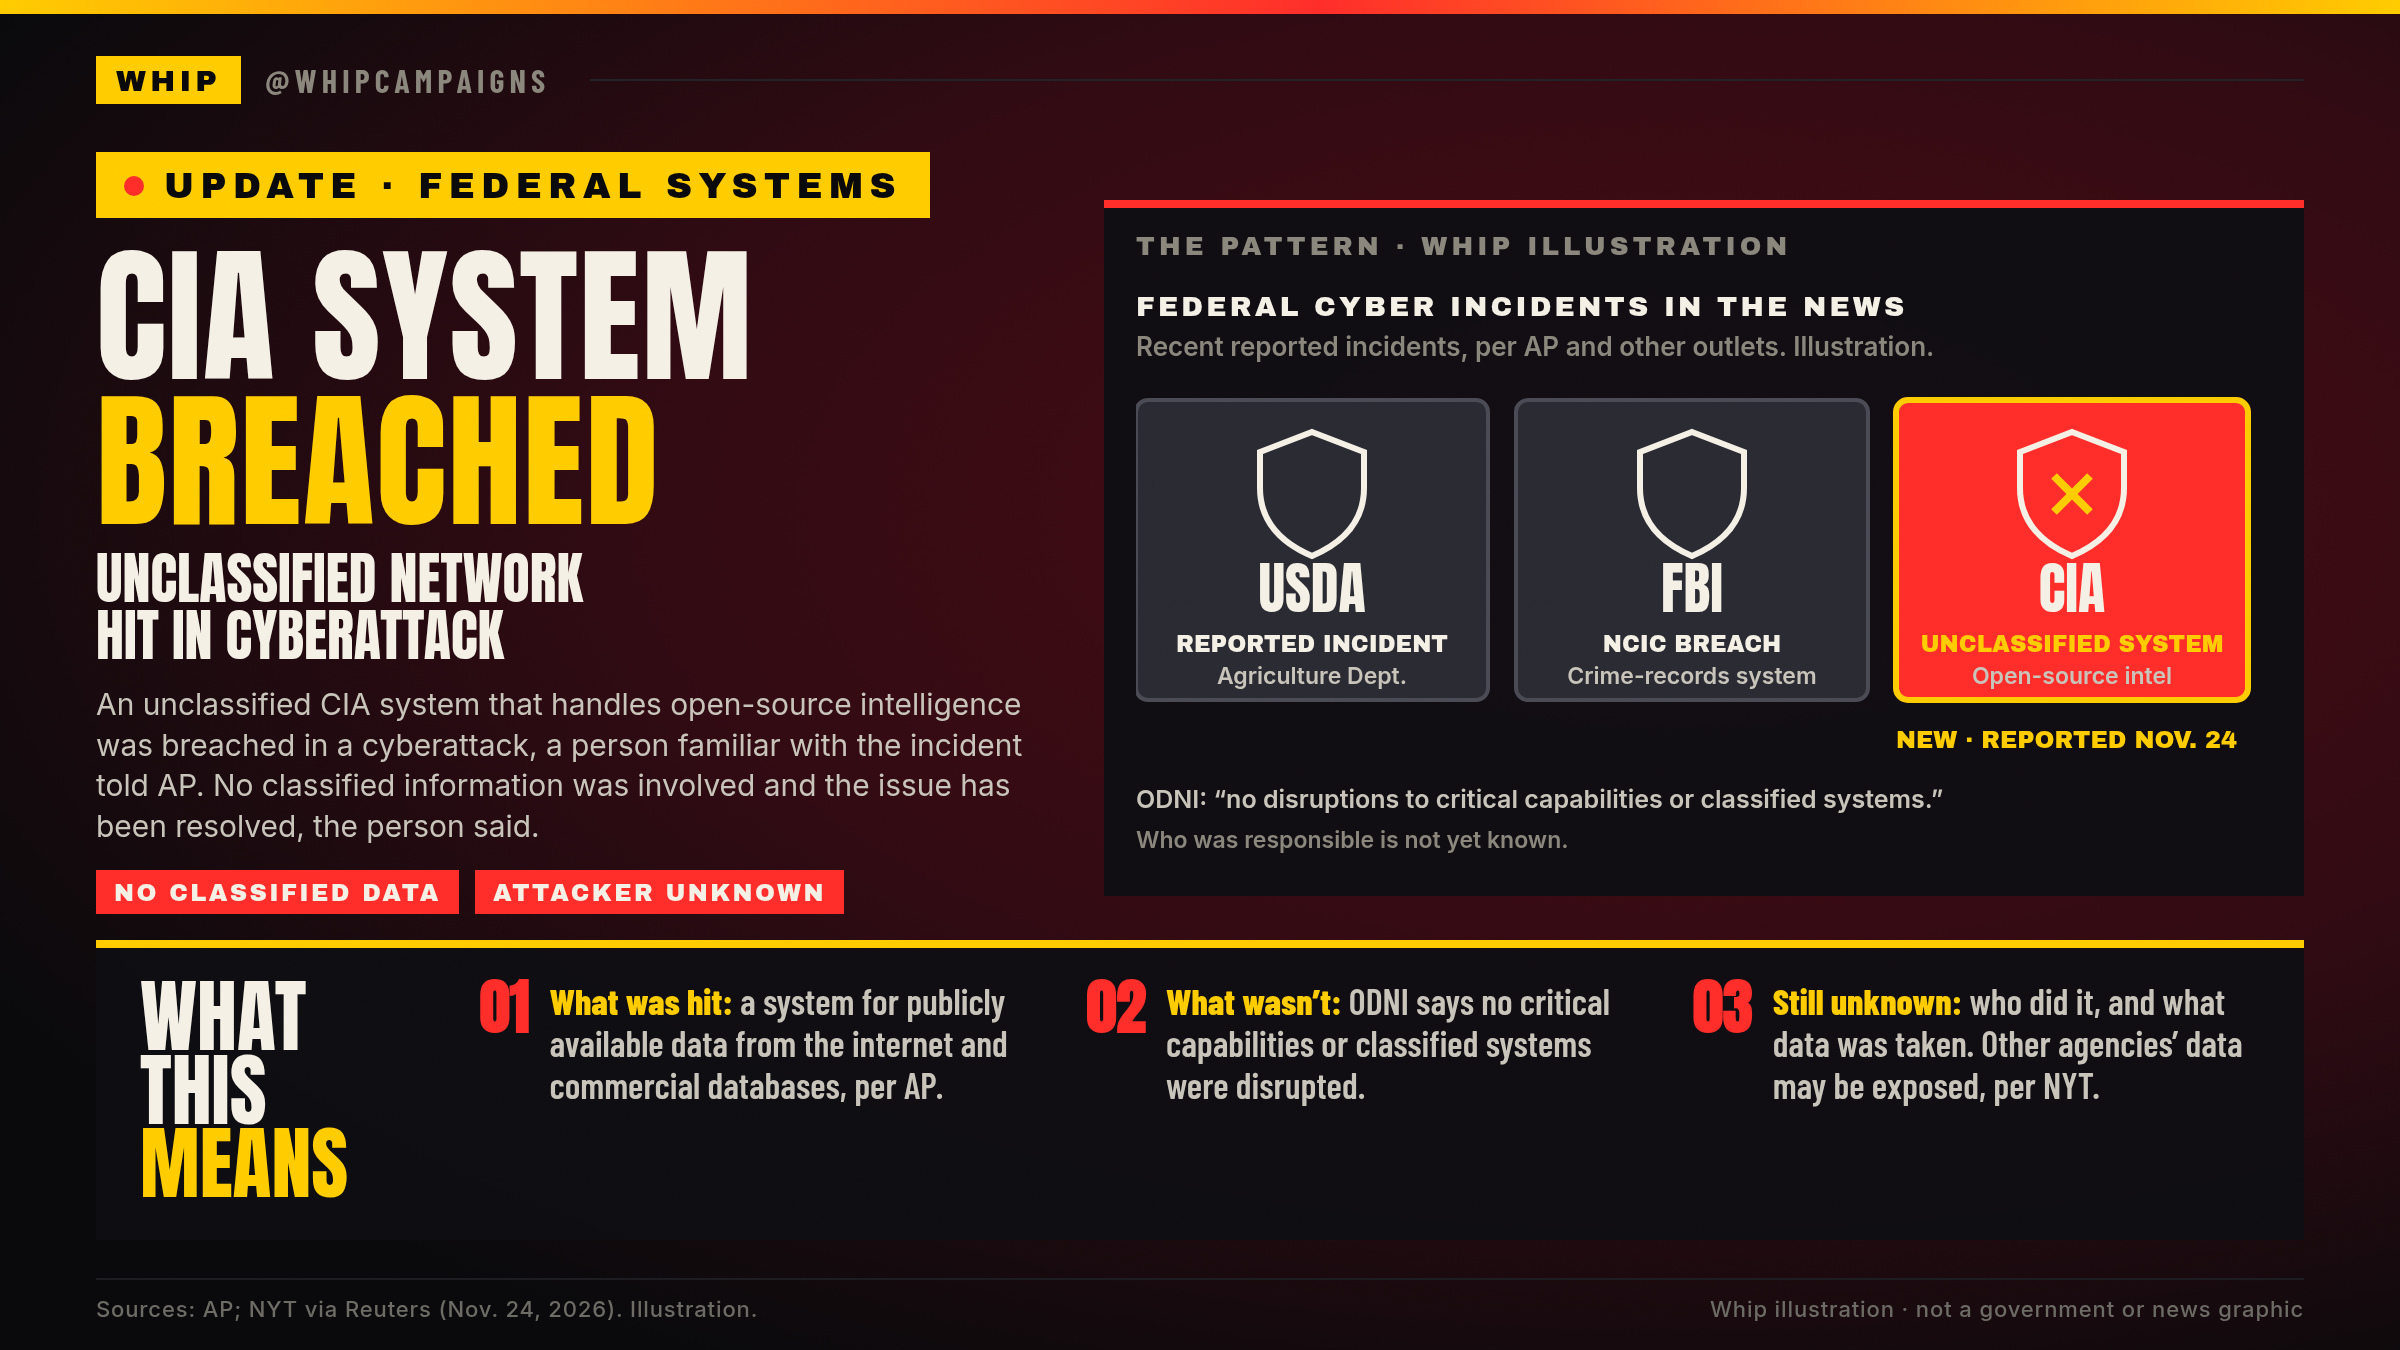 WHIP @WHIPCAMPAIGNS
UPDATE · FEDERAL SYSTEMS
CIA SYSTEM
BREACHED
UNCLASSIFIED NETWORK
HIT IN CYBERATTACK
An unclassified CIA system that handles open-source intelligence
was breached in a cyberattack, a person familiar with the incident
told AP. No classified information was involved and the issue has
been resolved, the person said.
NO CLASSIFIED DATA
ATTACKER UNKNOWN
THE PATTERN · WHIP ILLUSTRATION
FEDERAL CYBER INCIDENTS IN THE NEWS
Recent reported incidents, per AP and other outlets. Illustration.
USDA
REPORTED INCIDENT
Agriculture Dept.
FBI
NCIC BREACH
Crime-records system
CIA
UNCLASSIFIED SYSTEM
Open-source intel
NEW · REPORTED NOV. 24
ODNI: “no disruptions to critical capabilities or classified systems.”
Who was responsible is not yet known.
WHAT
THIS
MEANS
01
What was hit: a system for publicly
available data from the internet and
commercial databases, per AP.
02
What wasn’t: ODNI says no critical
capabilities or classified systems
were disrupted.
03
Still unknown: who did it, and what
data was taken. Other agencies’ data
may be exposed, per NYT.
Sources: AP; NYT via Reuters (Nov. 24, 2026). Illustration.
Whip illustration · not a government or news graphic